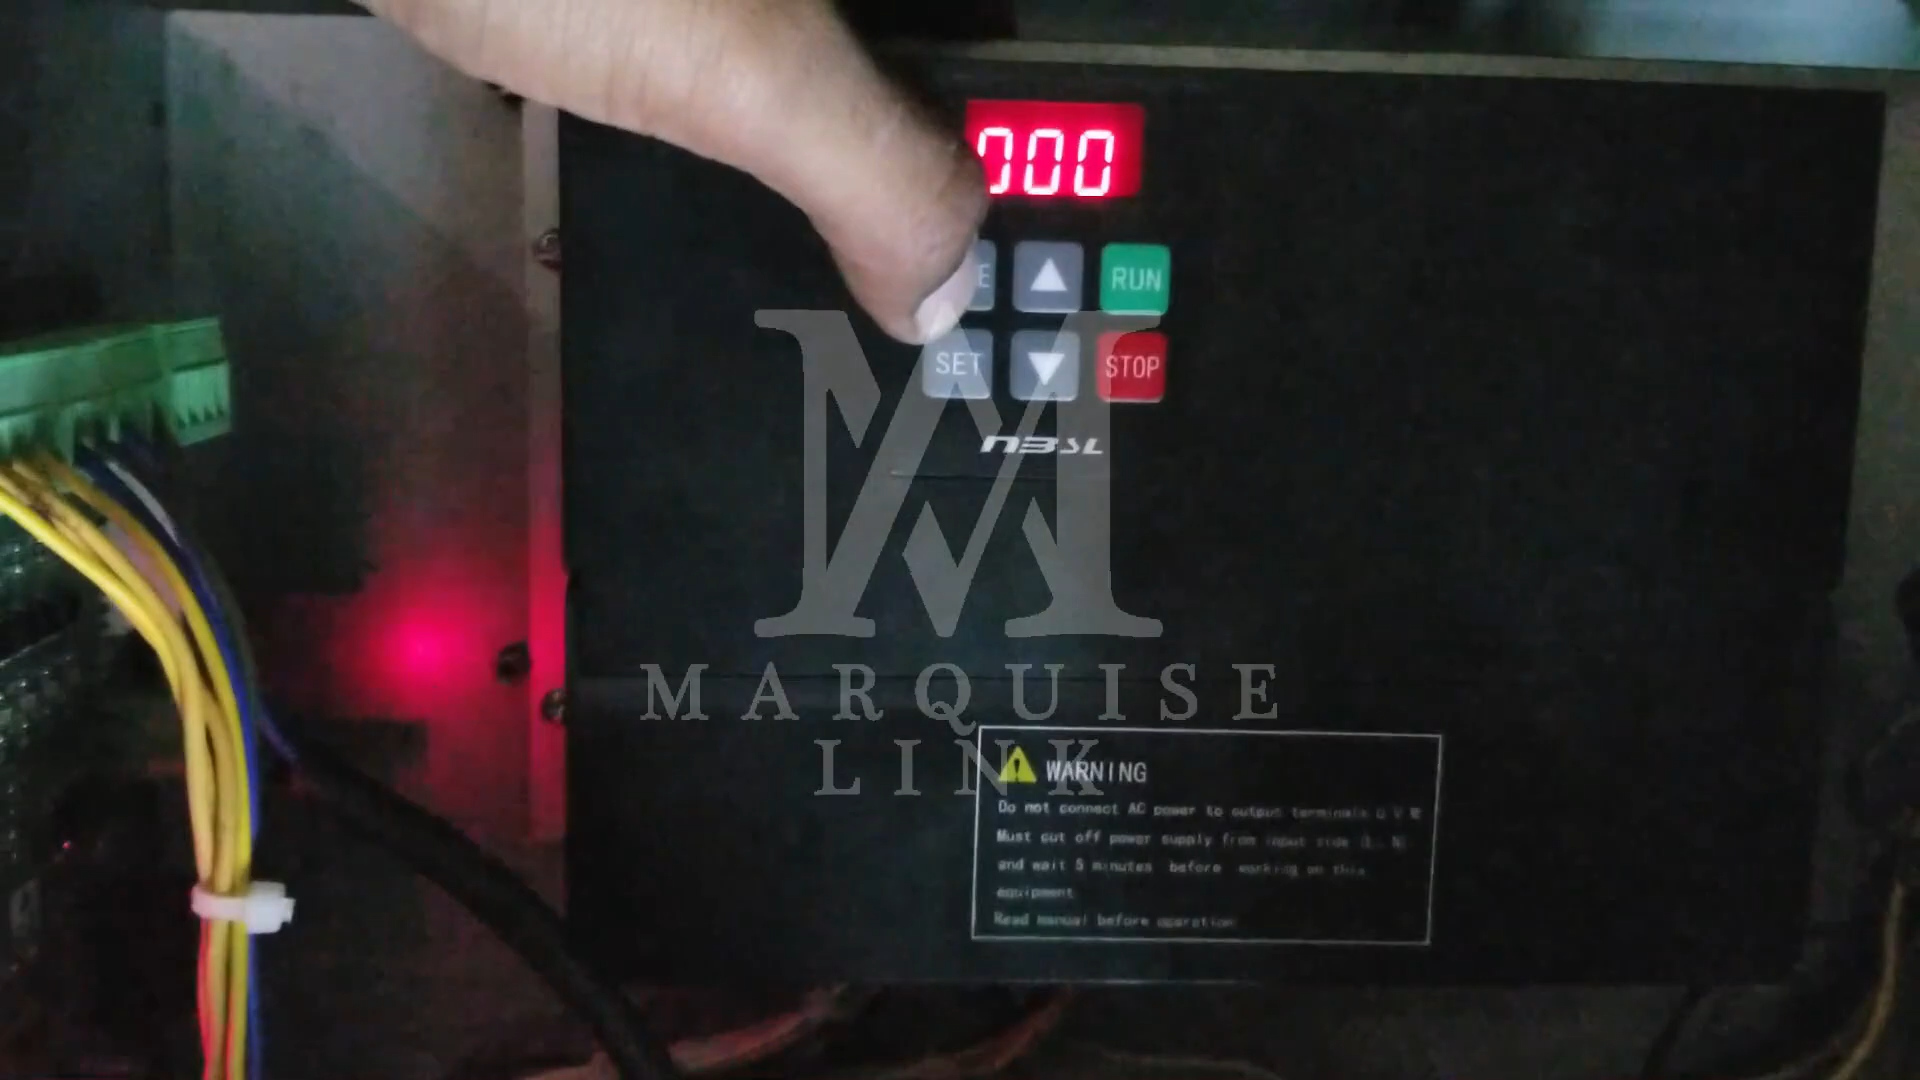 000
E
RUN
SET
STOP
n3sL
MARQUISE
LINK
WARNING
Do not connect AC power to output terminals U V W
Must cut off power supply from input side (L, N)
and wait 5 minutes before working on this
equipment
Read manual before operation